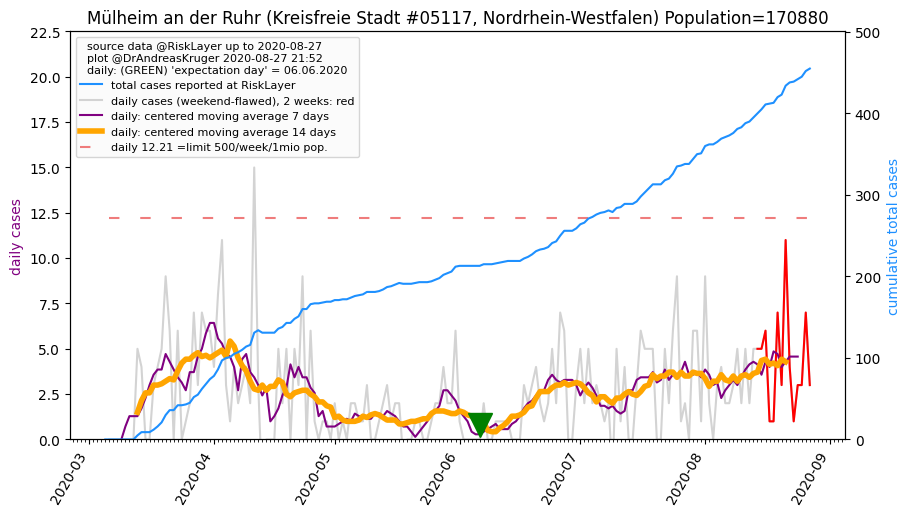 Mülheim an der Ruhr (Kreisfreie Stadt #05117, Nordrhein-Westfalen) Population=170880
source data @RiskLayer up to 2020-08-27
plot @DrAndreasKruger 2020-08-27 21:52
daily: (GREEN) 'expectation day' = 06.06.2020
total cases reported at RiskLayer
daily cases (weekend-flawed), 2 weeks: red
daily: centered moving average 7 days
daily: centered moving average 14 days
daily 12.21 =limit 500/week/1mio pop.
daily cases
22.5
20.0
17.5
15.0
12.5
10.0
7.5
5.0
2.5
0.0
500
400
300
200
100
0
cumulative total cases
2020-03
2020-04
2020-05
2020-06
2020-07
2020-08
2020-09